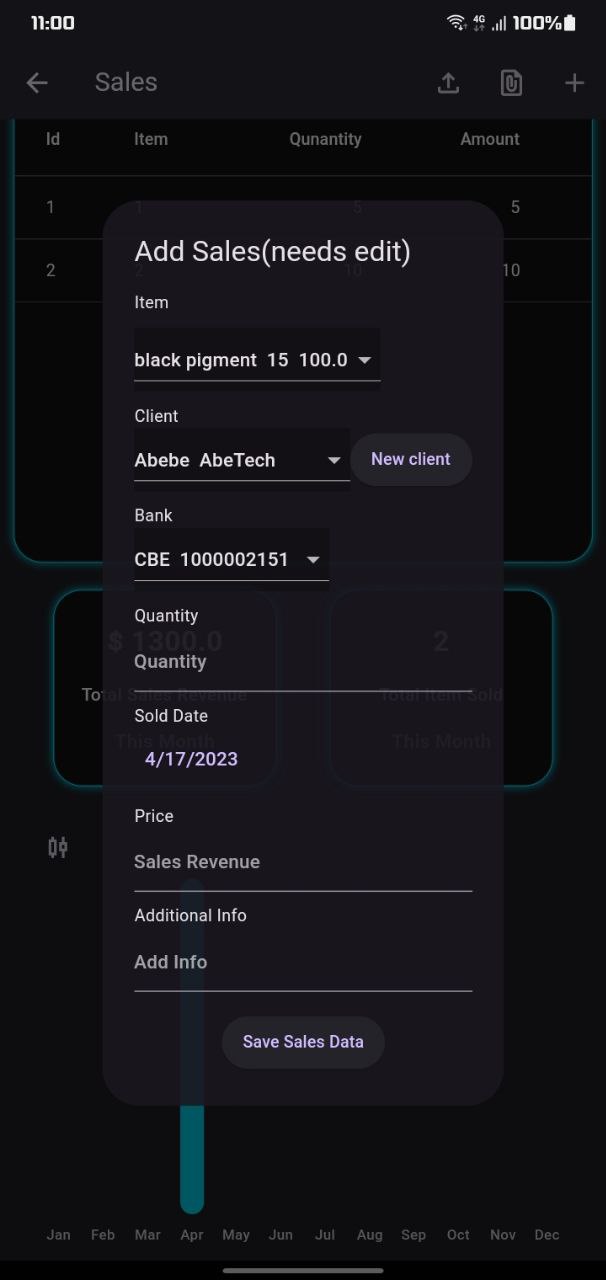 11:00 4G 100%
Sales
Id Item Qunantity Amount
1 1 5 5
2 2 10 10
Add Sales(needs edit)
Item
black pigment 15 100.0
Client
Abebe AbeTech
New client
Bank
CBE 1000002151
Quantity
$ 1300.0 2
Quantity
Total Sales Revenue Total Item Sold
Sold Date
This Month This Month
4/17/2023
Price
Sales Revenue
Additional Info
Add Info
Save Sales Data
Jan Feb Mar Apr May Jun Jul Aug Sep Oct Nov Dec